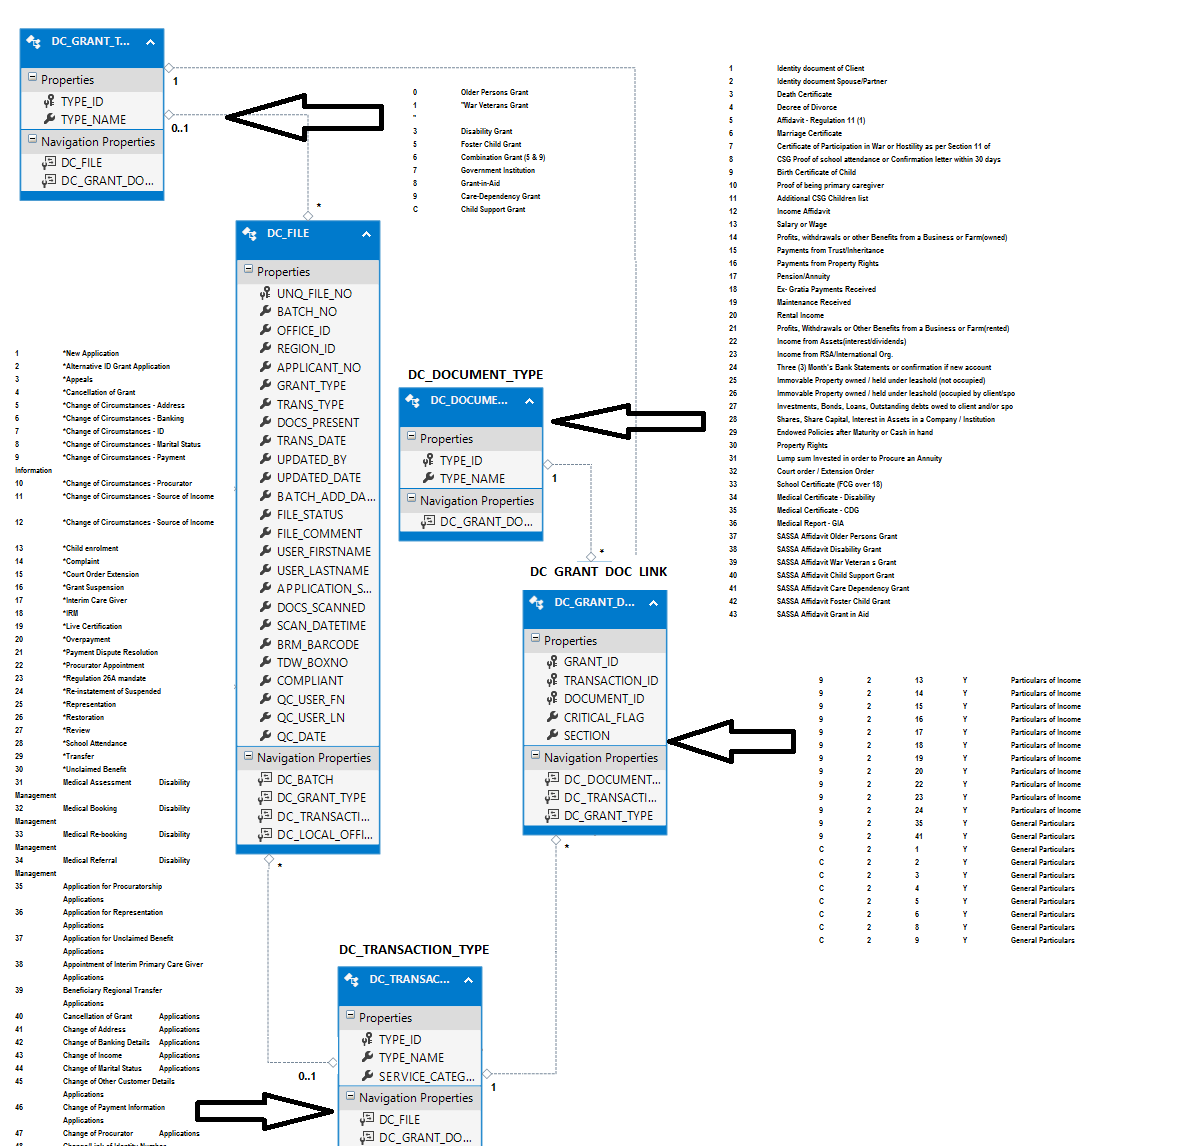 DC_GRANT_T...
Properties
TYPE_ID
TYPE_NAME
Navigation Properties
DC_FILE
DC_GRANT_DO...
1
0..1
*
0 Older Persons Grant
1 "War Veterans Grant
"
3 Disability Grant
5 Foster Child Grant
6 Combination Grant (5 & 9)
7 Government Institution
8 Grant-in-Aid
9 Care-Dependency Grant
C Child Support Grant
1 Identity document of Client
2 Identity document Spouse/Partner
3 Death Certificate
4 Decree of Divorce
5 Affidavit - Regulation 11 (1)
6 Marriage Certificate
7 Certificate of Participation in War or Hostility as per Section 11 of
8 CSG Proof of school attendance or Confirmation letter within 30 days
9 Birth Certificate of Child
10 Proof of being primary caregiver
11 Additional CSG Children list
12 Income Affidavit
13 Salary or Wage
14 Profits, withdrawals or other Benefits from a Business or Farm(owned)
15 Payments from Trust/Inheritance
16 Payments from Property Rights
17 Pension/Annuity
18 Ex- Gratia Payments Received
19 Maintenance Received
20 Rental Income
21 Profits, Withdrawals or Other Benefits from a Business or Farm(rented)
22 Income from Assets(interest/dividends)
23 Income from RSA/International Org.
24 Three (3) Month's Bank Statements or confirmation if new account
25 Immovable Property owned / held under leashold (not occupied)
26 Immovable Property owned / held under leashold (occupied by client/spo
27 Investments, Bonds, Loans, Outstanding debts owed to client and/or spo
28 Shares, Share Capital, Interest in Assets in a Company / Institution
29 Endowed Policies after Maturity or Cash in hand
30 Property Rights
31 Lump sum Invested in order to Procure an Annuity
32 Court order / Extension Order
33 School Certificate (FCG over 18)
34 Medical Certificate - Disability
35 Medical Certificate - CDG
36 Medical Report - GIA
37 SASSA Affidavit Older Persons Grant
38 SASSA Affidavit Disability Grant
39 SASSA Affidavit War Veteran s Grant
40 SASSA Affidavit Child Support Grant
41 SASSA Affidavit Care Dependency Grant
42 SASSA Affidavit Foster Child Grant
43 SASSA Affidavit Grant in Aid
DC_FILE
Properties
UNQ_FILE_NO
BATCH_NO
OFFICE_ID
REGION_ID
APPLICANT_NO
GRANT_TYPE
TRANS_TYPE
DOCS_PRESENT
TRANS_DATE
UPDATED_BY
UPDATED_DATE
BATCH_ADD_DA...
FILE_STATUS
FILE_COMMENT
USER_FIRSTNAME
USER_LASTNAME
APPLICATION_S...
DOCS_SCANNED
SCAN_DATETIME
BRM_BARCODE
TDW_BOXNO
COMPLIANT
QC_USER_FN
QC_USER_LN
QC_DATE
Navigation Properties
DC_BATCH
DC_GRANT_TYPE
DC_TRANSACTI...
DC_LOCAL_OFFI...
*
DC_DOCUMENT_TYPE
DC_DOCUME...
Properties
TYPE_ID
TYPE_NAME
Navigation Properties
DC_GRANT_DO...
1
*
DC_GRANT_DOC_LINK
DC_GRANT_D...
Properties
GRANT_ID
TRANSACTION_ID
DOCUMENT_ID
CRITICAL_FLAG
SECTION
Navigation Properties
DC_DOCUMENT...
DC_TRANSACTI...
DC_GRANT_TYPE
*
9 2 13 Y Particulars of Income
9 2 14 Y Particulars of Income
9 2 15 Y Particulars of Income
9 2 16 Y Particulars of Income
9 2 17 Y Particulars of Income
9 2 18 Y Particulars of Income
9 2 19 Y Particulars of Income
9 2 20 Y Particulars of Income
9 2 22 Y Particulars of Income
9 2 23 Y Particulars of Income
9 2 24 Y Particulars of Income
9 2 35 Y General Particulars
9 2 41 Y General Particulars
C 2 1 Y General Particulars
C 2 2 Y General Particulars
C 2 3 Y General Particulars
C 2 4 Y General Particulars
C 2 5 Y General Particulars
C 2 6 Y General Particulars
C 2 8 Y General Particulars
C 2 9 Y General Particulars
1 *New Application
2 *Alternative ID Grant Application
3 *Appeals
4 *Cancellation of Grant
5 *Change of Circumstances - Address
6 *Change of Circumstances - Banking
7 *Change of Circumstances - ID
8 *Change of Circumstances - Marital Status
9 *Change of Circumstances - Payment
Information
10 *Change of Circumstances - Procurator
11 *Change of Circumstances - Source of Income
12 *Change of Circumstances - Source of Income
13 *Child enrolment
14 *Complaint
15 *Court Order Extension
16 *Grant Suspension
17 *Interim Care Giver
18 *IRM
19 *Live Certification
20 *Overpayment
21 *Payment Dispute Resolution
22 *Procurator Appointment
23 *Regulation 26A mandate
24 *Re-instatement of Suspended
25 *Representation
26 *Restoration
27 *Review
28 *School Attendance
29 *Transfer
30 *Unclaimed Benefit
31 Medical Assessment Disability
Management
32 Medical Booking Disability
Management
33 Medical Re-booking Disability
Management
34 Medical Referral Disability
Management
35 Application for Procuratorship
Applications
36 Application for Representation
Applications
37 Application for Unclaimed Benefit
Applications
38 Appointment of Interim Primary Care Giver
Applications
39 Beneficiary Regional Transfer
Applications
40 Cancellation of Grant Applications
41 Change of Address Applications
42 Change of Banking Details Applications
43 Change of Income Applications
44 Change of Marital Status Applications
45 Change of Other Customer Details
Applications
46 Change of Payment Information
Applications
47 Change of Procurator Applications
DC_TRANSACTION_TYPE
DC_TRANSAC...
Properties
TYPE_ID
TYPE_NAME
SERVICE_CATEG...
Navigation Properties
DC_FILE
DC_GRANT_DO...
0..1
1